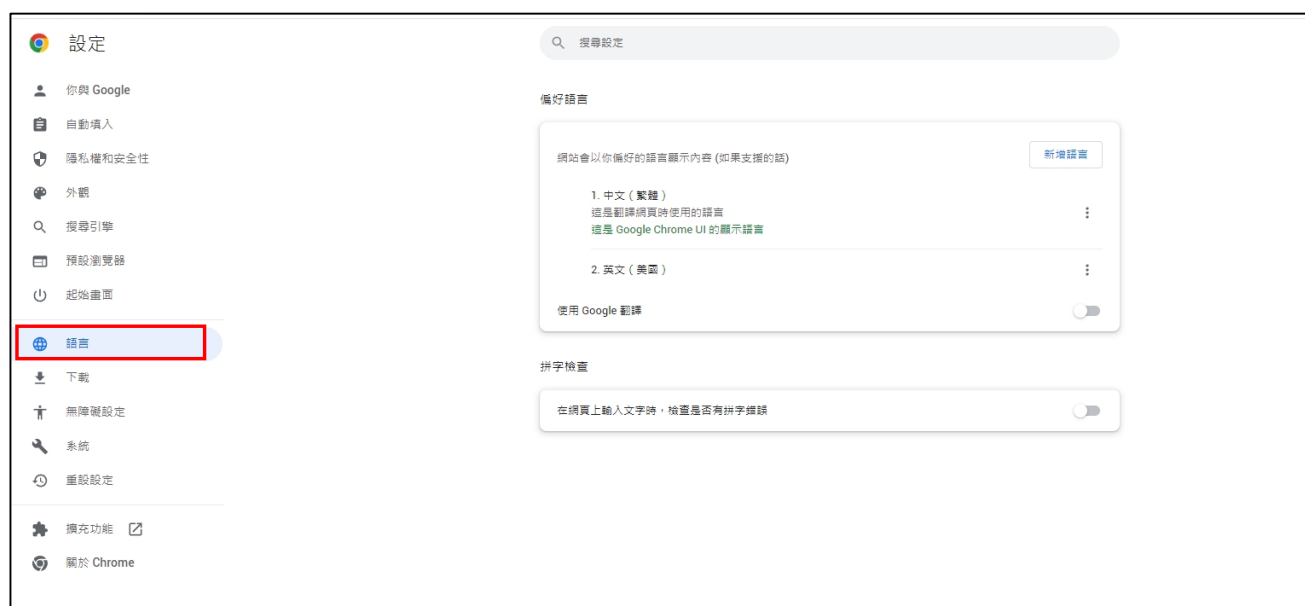 設定
搜尋設定
你與 Google
自動填入
隱私權和安全性
外觀
搜尋引擎
預設瀏覽器
起始畫面
語言
下載
無障礙設定
系統
重設設定
擴充功能
關於 Chrome
偏好語言
網站會以你偏好的語言顯示內容 (如果支援的話)
新增語言
1. 中文（繁體）
這是翻譯網頁時使用的語言
這是 Google Chrome UI 的顯示語言
2. 英文（美國）
使用 Google 翻譯
拼字檢查
在網頁上輸入文字時，檢查是否有拼字錯誤